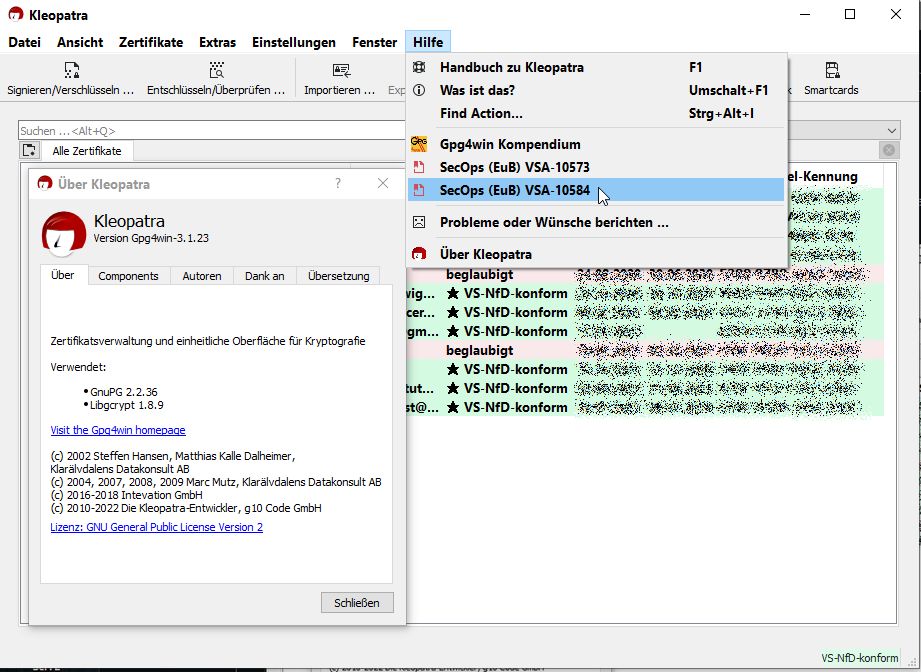 Kleopatra
Datei Ansicht Zertifikate Extras Einstellungen Fenster Hilfe
Signieren/Verschlüsseln ... Entschlüsseln/Überprüfen ... Importieren ... Smartcards
Handbuch zu Kleopatra F1
Was ist das? Umschalt+F1
Find Action... Strg+Alt+I
Gpg4win Kompendium
SecOps (EuB) VSA-10573
SecOps (EuB) VSA-10584
Probleme oder Wünsche berichten ...
Über Kleopatra
Suchen ...<Alt+Q>
Alle Zertifikate
el-Kennung
Über Kleopatra ?
Kleopatra
Version Gpg4win-3.1.23
Über Components Autoren Dank an Übersetzung
Zertifikatsverwaltung und einheitliche Oberfläche für Kryptografie
Verwendet:
•GnuPG 2.2.36
•Libgcrypt 1.8.9
Visit the Gpg4win homepage
(c) 2002 Steffen Hansen, Matthias Kalle Dalheimer,
Klarälvdalens Datakonsult AB
(c) 2004, 2007, 2008, 2009 Marc Mutz, Klarälvdalens Datakonsult AB
(c) 2016-2018 Intevation GmbH
(c) 2010-2022 Die Kleopatra-Entwickler, g10 Code GmbH
Lizenz: GNU General Public License Version 2
Schließen
beglaubigt
wig... ★ VS-NfD-konform
cer... ★ VS-NfD-konform
rgm... ★ VS-NfD-konform
beglaubigt
★ VS-NfD-konform
tut... ★ VS-NfD-konform
st@... ★ VS-NfD-konform
VS-NfD-konform